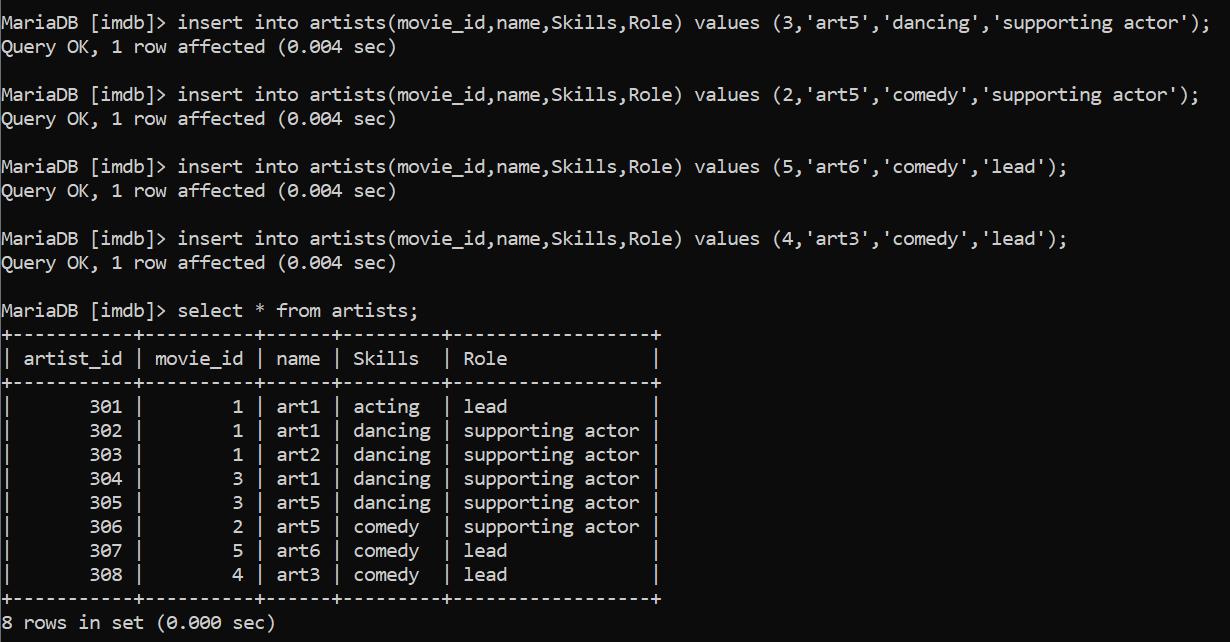 MariaDB [imdb]> insert into artists(movie_id,name,Skills,Role) values (3,'art5','dancing','supporting actor');
Query OK, 1 row affected (0.004 sec)

MariaDB [imdb]> insert into artists(movie_id,name,Skills,Role) values (2,'art5','comedy','supporting actor');
Query OK, 1 row affected (0.004 sec)

MariaDB [imdb]> insert into artists(movie_id,name,Skills,Role) values (5,'art6','comedy','lead');
Query OK, 1 row affected (0.004 sec)

MariaDB [imdb]> insert into artists(movie_id,name,Skills,Role) values (4,'art3','comedy','lead');
Query OK, 1 row affected (0.004 sec)

MariaDB [imdb]> select * from artists;
+-----------+----------+------+---------+------------------+
| artist_id | movie_id | name | Skills  | Role             |
+-----------+----------+------+---------+------------------+
|       301 |        1 | art1 | acting  | lead             |
|       302 |        1 | art1 | dancing | supporting actor |
|       303 |        1 | art2 | dancing | supporting actor |
|       304 |        3 | art1 | dancing | supporting actor |
|       305 |        3 | art5 | dancing | supporting actor |
|       306 |        2 | art5 | comedy  | supporting actor |
|       307 |        5 | art6 | comedy  | lead             |
|       308 |        4 | art3 | comedy  | lead             |
+-----------+----------+------+---------+------------------+
8 rows in set (0.000 sec)